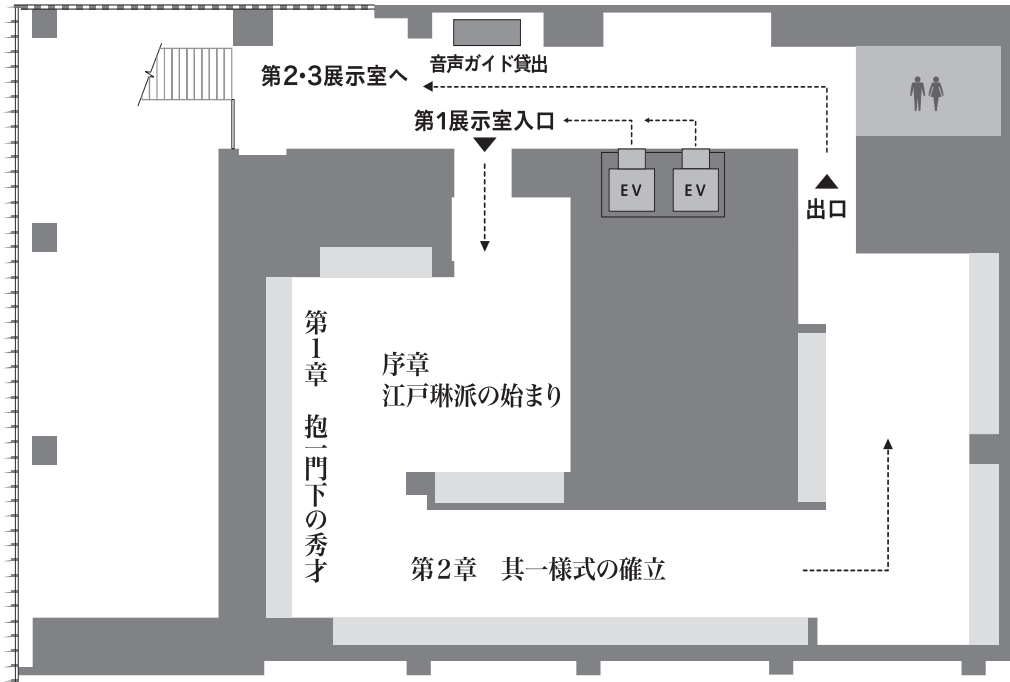 音声ガイド貸出
第2・3展示室へ
第1展示室入口
EV
EV
出口
序章
江戸琳派の始まり
第1章　抱一門下の秀才
第2章　其一様式の確立